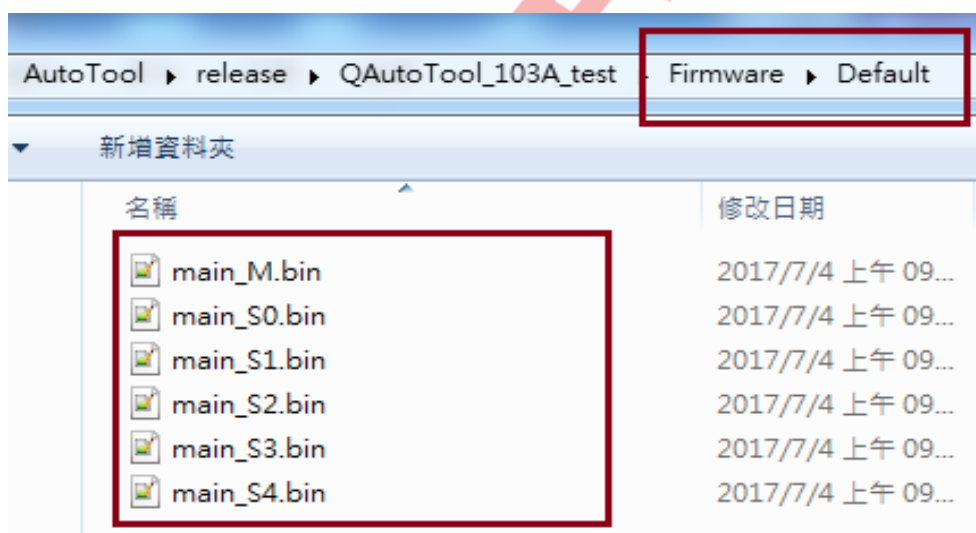 AutoTool ▸ release ▸ QAutoTool_103A_test ▸ Firmware ▸ Default
新增資料夾
名稱 修改日期
main_M.bin 2017/7/4 上午 09...
main_S0.bin 2017/7/4 上午 09...
main_S1.bin 2017/7/4 上午 09...
main_S2.bin 2017/7/4 上午 09...
main_S3.bin 2017/7/4 上午 09...
main_S4.bin 2017/7/4 上午 09...